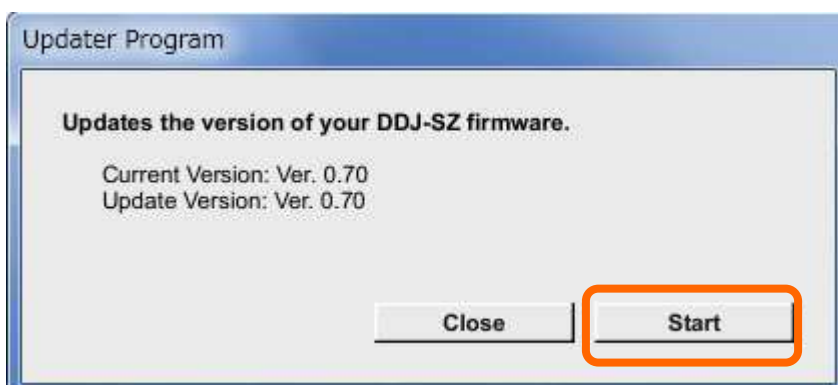 Updater Program
Updates the version of your DDJ-SZ firmware.
Current Version: Ver. 0.70
Update Version: Ver. 0.70
Close
Start